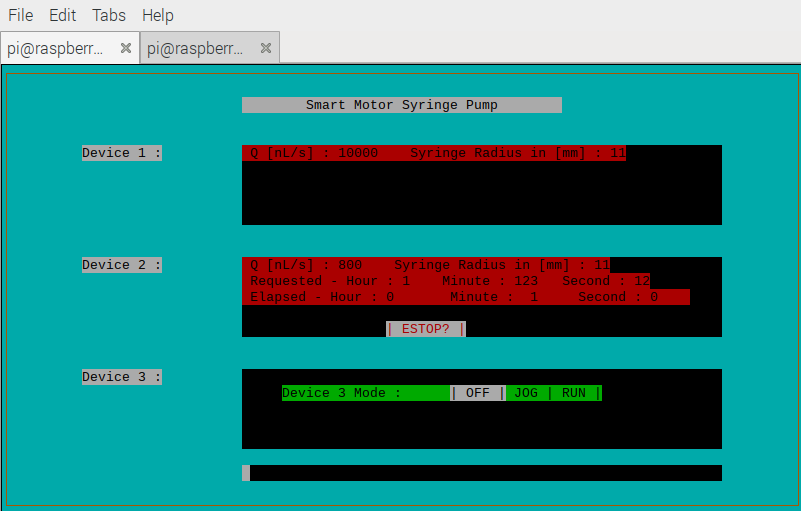 File Edit Tabs Help
pi@raspberr... pi@raspberr...
Smart Motor Syringe Pump
Device 1 : Q [nL/s] : 10000 Syringe Radius in [mm] : 11
Device 2 : Q [nL/s] : 800 Syringe Radius in [mm] : 11
Requested - Hour : 1 Minute : 123 Second : 12
Elapsed - Hour : 0 Minute : 1 Second : 0
| ESTOP? |
Device 3 :
Device 3 Mode : | OFF | JOG | RUN |